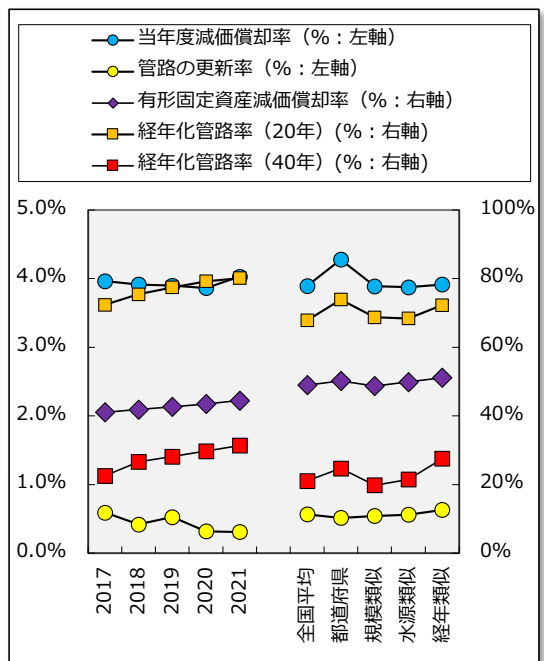 当年度減価償却率（%：左軸）
管路の更新率（%：左軸）
有形固定資産減価償却率（%：右軸）
経年化管路率（20年）(%：右軸)
経年化管路率（40年）(%：右軸)
5.0% 100%
4.0% 80%
3.0% 60%
2.0% 40%
1.0% 20%
0.0% 0%
2017
2018
2019
2020
2021
全国平均
都道府県
規模類似
水源類似
経年類似